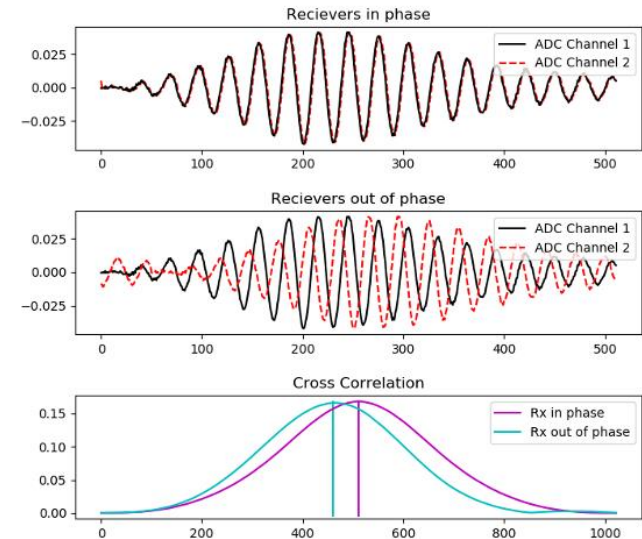 Recievers in phase
0.025
0.000
−0.025
ADC Channel 1
ADC Channel 2
0 100 200 300 400 500
Recievers out of phase
0.025
0.000
−0.025
ADC Channel 1
ADC Channel 2
0 100 200 300 400 500
Cross Correlation
0.15
0.10
0.05
0.00
Rx in phase
Rx out of phase
0 200 400 600 800 1000